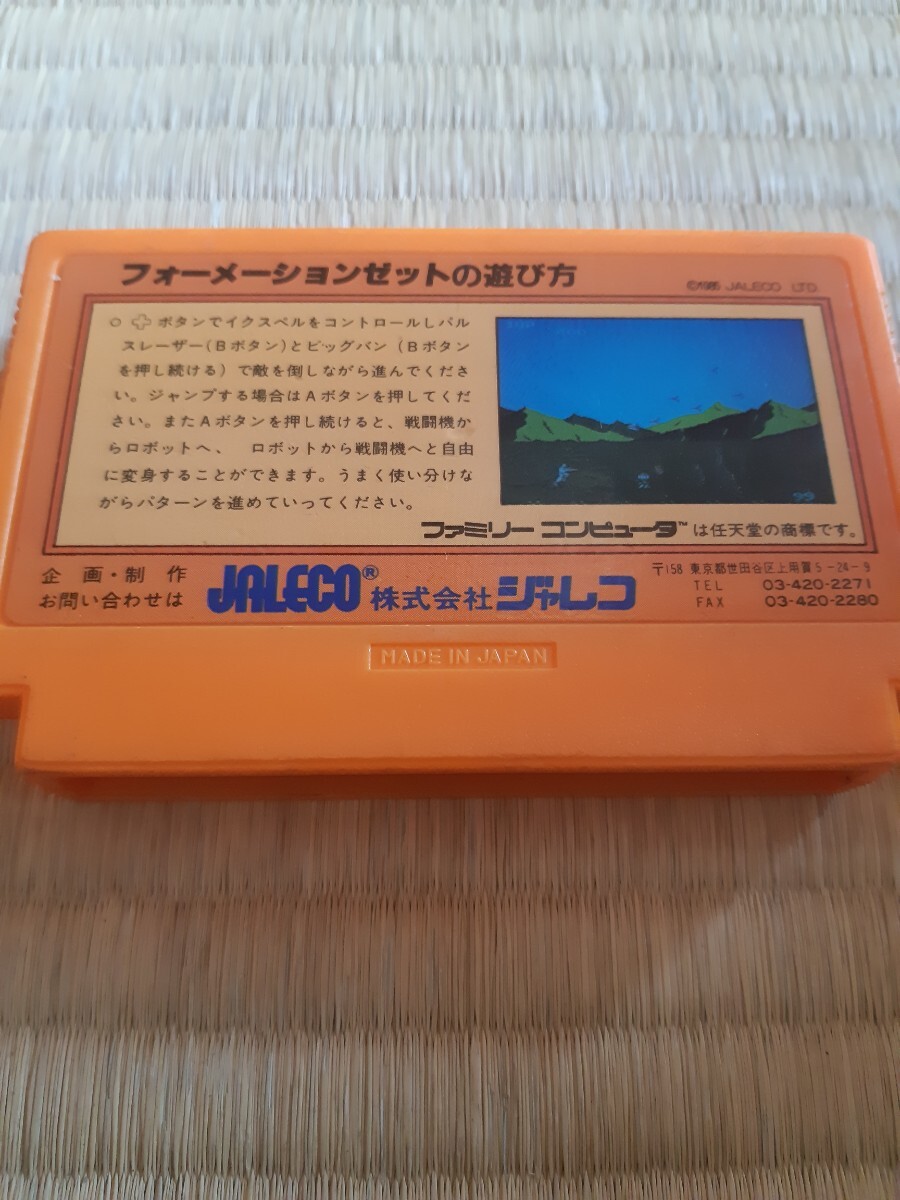 フォーメーションゼットの遊び方
©1985 JALECO LTD.
○ ボタンでイクスペルをコントロールしパル
スレーザー(Bボタン)とビッグバン(Bボタン
を押し続ける)で敵を倒しながら進んでくださ
い。ジャンプする場合はAボタンを押してくだ
さい。またAボタンを押し続けると、戦闘機か
らロボットへ、 ロボットから戦闘機へと自由
に変身することができます。うまく使い分けな
がらパターンを進めていってください。
ファミリー コンピュータ™は任天堂の商標です。
企画・制作
お問い合わせは
JALECO® 株式会社ジャレコ
〒158 東京都世田谷区上用賀5-24-9
TEL 03-420-2271
FAX 03-420-2280
MADE IN JAPAN